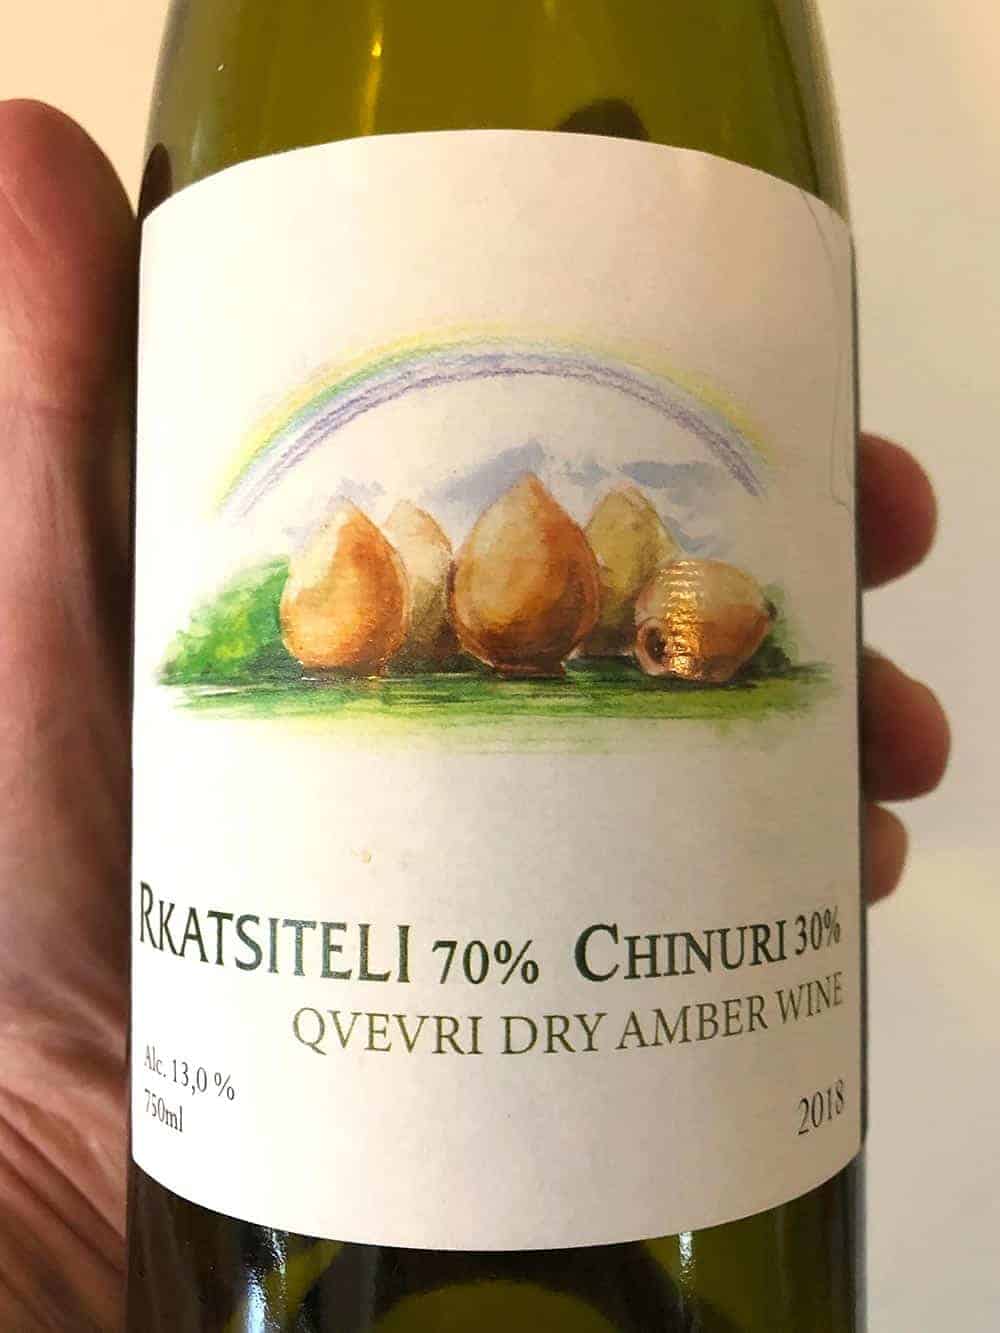 RKATSITELI 70% CHINURI 30%
QVEVRI DRY AMBER WINE
Alc. 13,0 %
750ml
2018